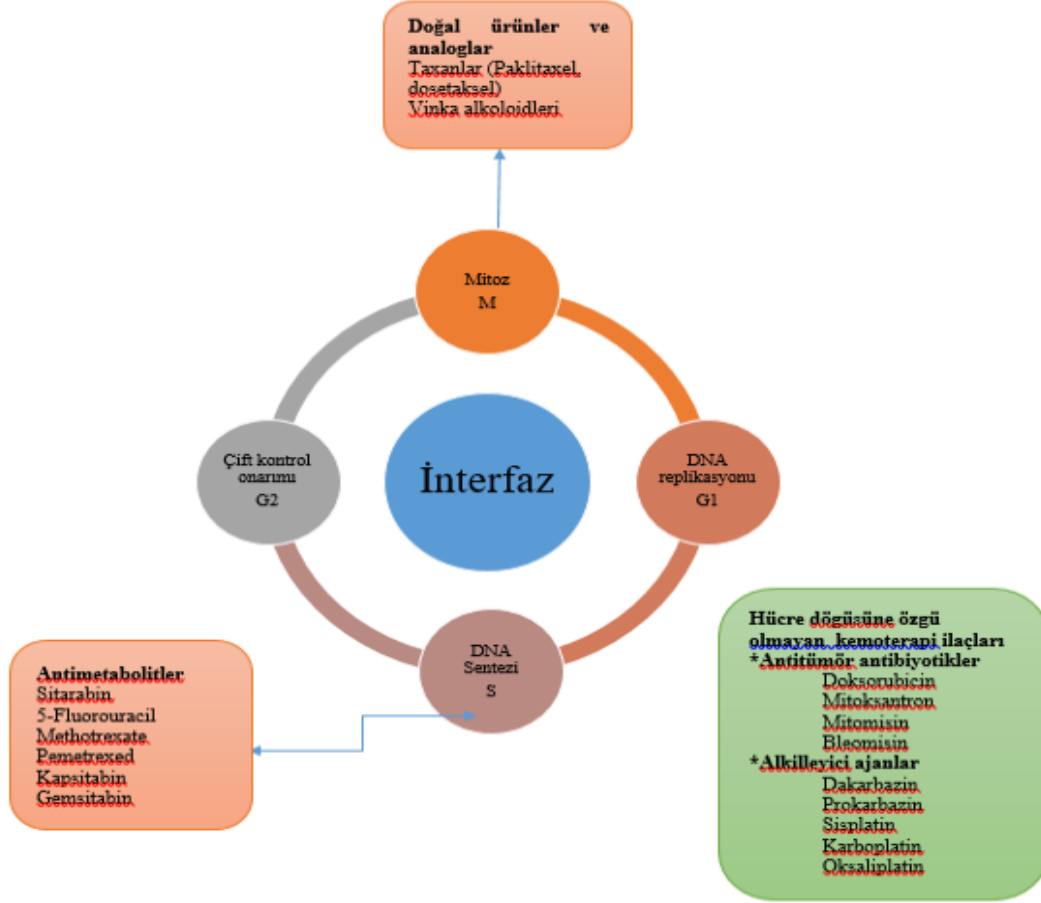 Doğal ürünler ve
analoglar
Taxanlar (Paklitaxel,
dosetaksel)
Vinka alkoloidleri
Mitoz
M
Çift kontrol
onarımı
G2
İnterfaz
DNA
replikasyonu
G1
DNA
Sentezi
S
Antimetabolitler
Sitarabin
5-Fluorouracil
Methotrexate
Pemetrexed
Kapsitabin
Gemsitabin
Hücre dögüsüne özgü
olmayan kemoterapi ilaçları
*Antitümör antibiyotikler
Doksorubicin
Mitoksantron
Mitomisin
Bleomisin
*Alkilleyici ajanlar
Dakarbazin
Prokarbazin
Sisplatin
Karboplatin
Oksaliplatin